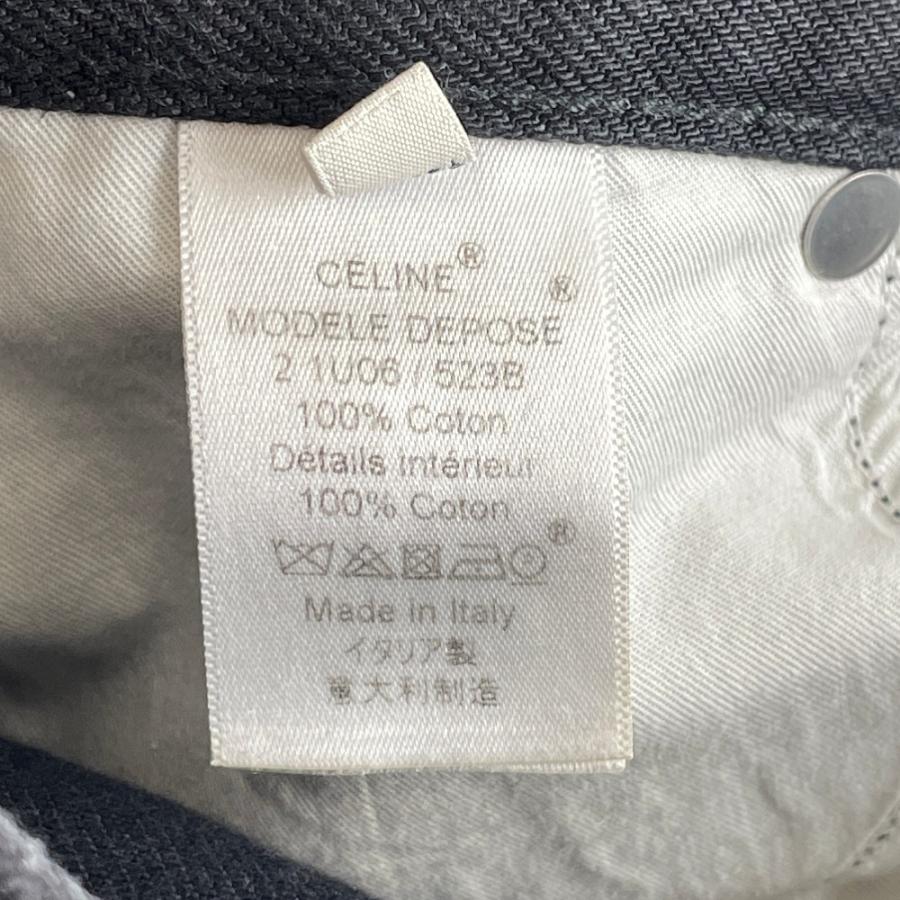 CELINE®
MODELE DEPOSE®
2 1U06 / 523B
100% Coton
Détails intérieur
100% Coton
®
Made in Italy
イタリア製
意大利制造